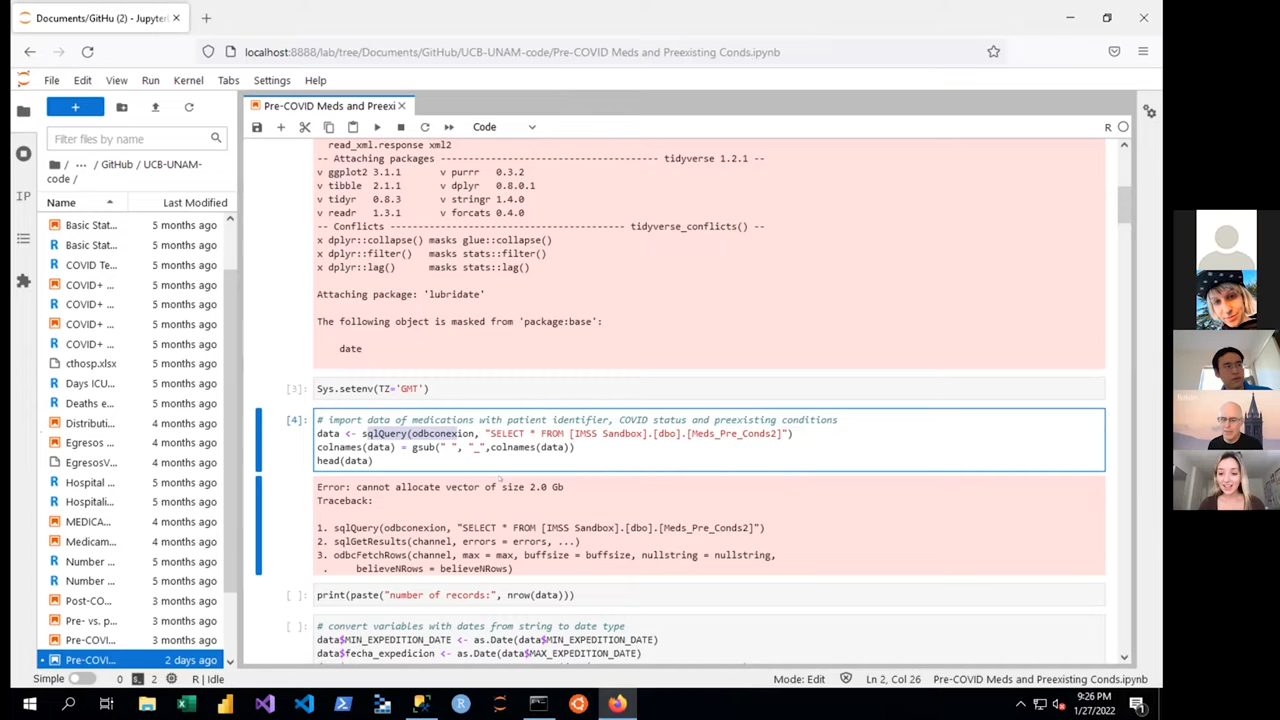 Documents/GitHu (2) - Jupyterl
localhost:8888/lab/tree/Documents/GitHub/UCB-UNAM-code/Pre-COVID Meds and Preexisting Conds.ipynb
File Edit View Run Kernel Tabs Settings Help
Pre-COVID Meds and Preexi
Code
R
Filter files by name
/ ... / GitHub / UCB-UNAM-
code /
Name Last Modified
Basic Stat... 5 months ago
Basic Stat... 5 months ago
COVID Te... 5 months ago
COVID+ ... 5 months ago
COVID+ ... 5 months ago
COVID+ ... 5 months ago
COVID+ ... 5 months ago
cthosp.xlsx 5 months ago
Days ICU... 5 months ago
Deaths e... 5 months ago
Distributi... 5 months ago
Egresos ... 5 months ago
EgresosV... 5 months ago
Hospital ... 5 months ago
Hospitali... 5 months ago
MEDICA... 5 months ago
Medicam... 5 months ago
Number ... 5 months ago
Number ... 5 months ago
Post-CO... 3 months ago
Pre- vs. p... 3 months ago
Pre-COVI... 3 months ago
Pre-COVI... 2 days ago
read_xml.response xml2
-- Attaching packages --------------------------------------- tidyverse 1.2.1 --
v ggplot2 3.1.1 v purrr 0.3.2
v tibble 2.1.1 v dplyr 0.8.0.1
v tidyr 0.8.3 v stringr 1.4.0
v readr 1.3.1 v forcats 0.4.0
-- Conflicts ------------------------------------------ tidyverse_conflicts() --
x dplyr::collapse() masks glue::collapse()
x dplyr::filter() masks stats::filter()
x dplyr::lag() masks stats::lag()
Attaching package: 'lubridate'
The following object is masked from 'package:base':
date
[3]: Sys.setenv(TZ='GMT')
[4]: # import data of medications with patient identifier, COVID status and preexisting conditions
data <- sqlQuery(odbconexion, "SELECT * FROM [IMSS Sandbox].[dbo].[Meds_Pre_Conds2]")
colnames(data) = gsub(" ", "_",colnames(data))
head(data)
Error: cannot allocate vector of size 2.0 Gb
Traceback:
1. sqlQuery(odbconexion, "SELECT * FROM [IMSS Sandbox].[dbo].[Meds_Pre_Conds2]")
2. sqlGetResults(channel, errors = errors, ...)
3. odbcFetchRows(channel, max = max, buffsize = buffsize, nullstring = nullstring,
. believeNRows = believeNRows)
[ ]: print(paste("number of records:", nrow(data)))
[ ]: # convert variables with dates from string to date type
data$MIN_EXPEDITION_DATE <- as.Date(data$MIN_EXPEDITION_DATE)
data$fecha_expedicion <- as.Date(data$MAX_EXPEDITION_DATE)
Simple 0 2 R | Idle
Mode: Edit Ln 2, Col 26 Pre-COVID Meds and Preexisting Conds.ipynb
9:26 PM
1/27/2022